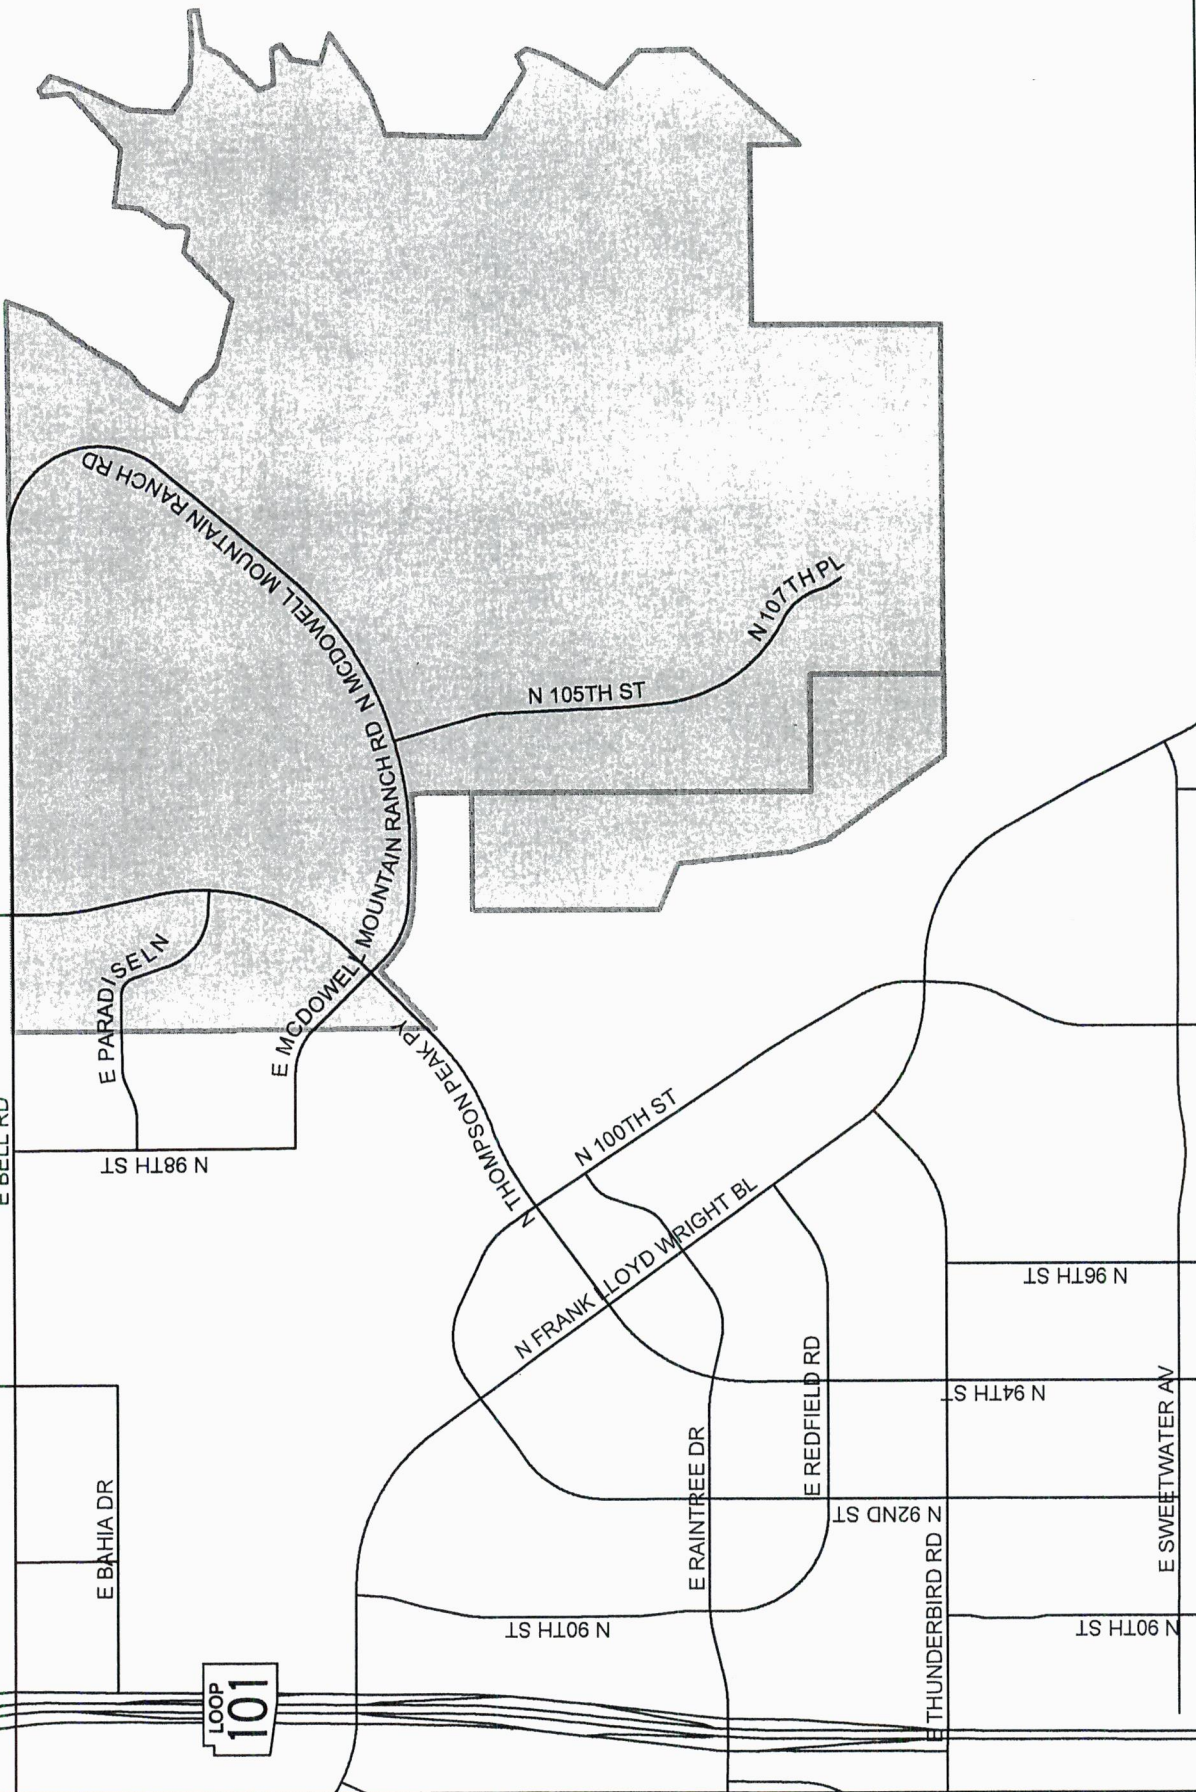 N MCDOWELL MOUNTAIN RANCH RD
N 107TH PL
N 105TH ST
E MCDOWELL MOUNTAIN RANCH RD
E PARADISE LN
N THOMPSON PEAK PY
E BELL RD
N 98TH ST
N 100TH ST
N FRANK LLOYD WRIGHT BL
N 96TH ST
N 94TH ST
E REDFIELD RD
E SWEETWATER AV
E RAINTREE DR
E BAHIA DR
N 92ND ST
E THUNDERBIRD RD
N 90TH ST
N 90TH ST
LOOP
101